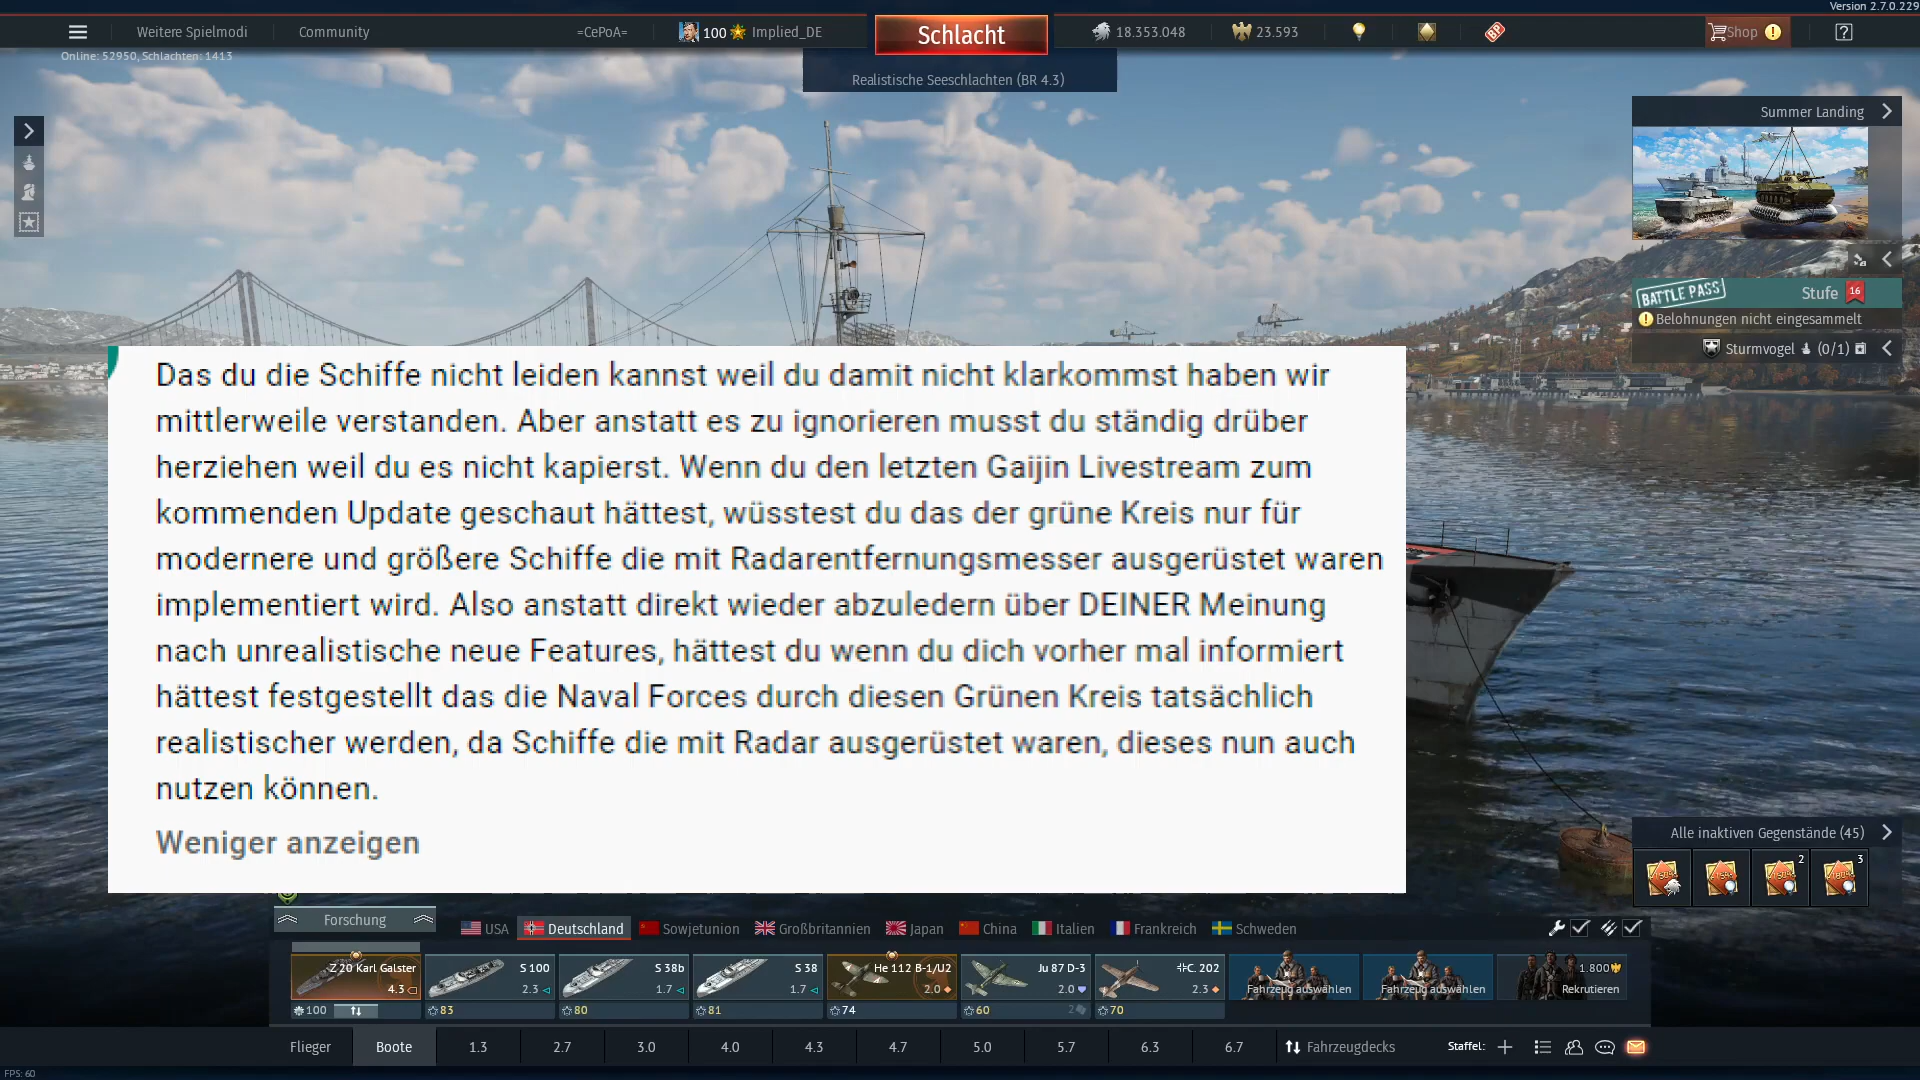 Version 2.7.0.229
Weitere Spielmodi
Community
=CePoA=
100 Implied_DE
Schlacht
18.353.048
23.593
Shop
Online: 52950, Schlachten: 1413
Realistische Seeschlachten (BR 4.3)
Summer Landing
BATTLE PASS
Stufe 16
Belohnungen nicht eingesammelt
Sturmvogel (0/1)
Das du die Schiffe nicht leiden kannst weil du damit nicht klarkommst haben wir
mittlerweile verstanden. Aber anstatt es zu ignorieren musst du ständig drüber
herziehen weil du es nicht kapierst. Wenn du den letzten Gaijin Livestream zum
kommenden Update geschaut hättest, wüsstest du das der grüne Kreis nur für
modernere und größere Schiffe die mit Radarentfernungsmesser ausgerüstet waren
implementiert wird. Also anstatt direkt wieder abzuledern über DEINER Meinung
nach unrealistische neue Features, hättest du wenn du dich vorher mal informiert
hättest festgestellt das die Naval Forces durch diesen Grünen Kreis tatsächlich
realistischer werden, da Schiffe die mit Radar ausgerüstet waren, dieses nun auch
nutzen können.
Weniger anzeigen
Alle inaktiven Gegenstände (45)
2
3
Forschung
USA
Deutschland
Sowjetunion
Großbritannien
Japan
China
Italien
Frankreich
Schweden
Z 20 Karl Galster
4.3
100
S 100
2.3
83
S 38b
1.7
80
S 38
1.7
81
He 112 B-1/U2
2.0
74
Ju 87 D-3
2.0
60
2
C. 202
2.3
70
Fahrzeug auswählen
Fahrzeug auswählen
1.800
Rekrutieren
Flieger
Boote
1.3
2.7
3.0
4.0
4.3
4.7
5.0
5.7
6.3
6.7
Fahrzeugdecks
Staffel:
FPS: 60